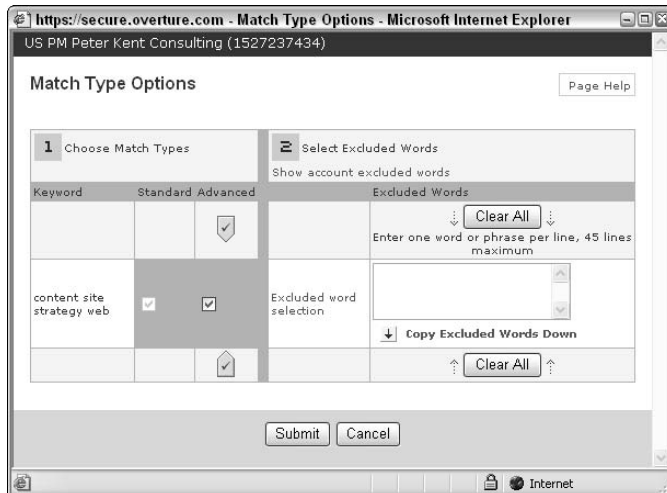 https://secure.overture.com - Match Type Options - Microsoft Internet Explorer
US PM Peter Kent Consulting (1527237434)
Match Type Options
Page Help
1 Choose Match Types
2 Select Excluded Words
Show account excluded words
Keyword Standard Advanced Excluded Words
Clear All
Enter one word or phrase per line, 45 lines
maximum
content site
strategy web
Excluded word
selection
Copy Excluded Words Down
Clear All
Submit Cancel
Internet